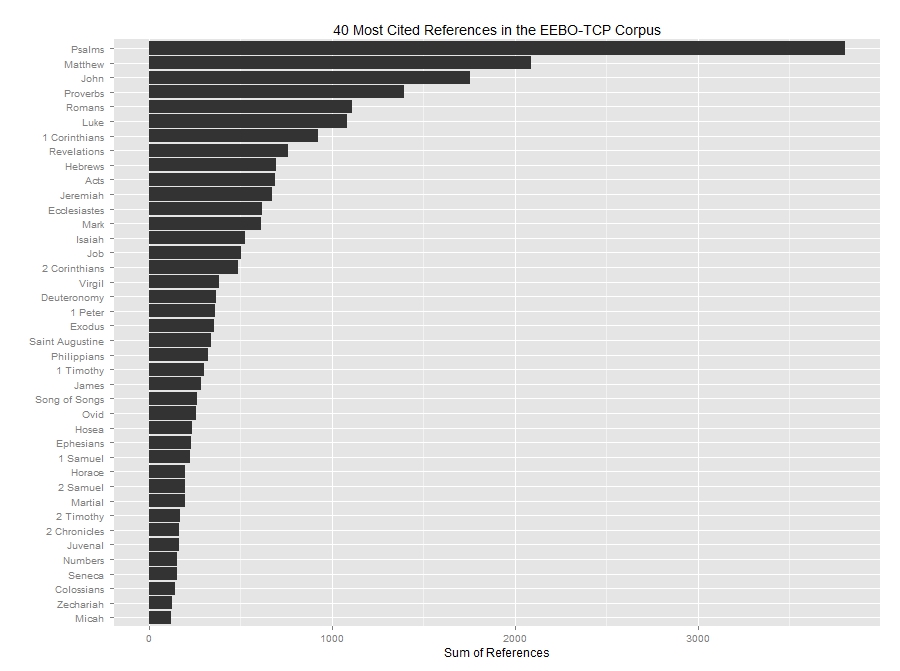 40 Most Cited References in the EEBO-TCP Corpus
Psalms
Matthew
John
Proverbs
Romans
Luke
1 Corinthians
Revelations
Hebrews
Acts
Jeremiah
Ecclesiastes
Mark
Isaiah
Job
2 Corinthians
Virgil
Deuteronomy
1 Peter
Exodus
Saint Augustine
Philippians
1 Timothy
James
Song of Songs
Ovid
Hosea
Ephesians
1 Samuel
Horace
2 Samuel
Martial
2 Timothy
2 Chronicles
Juvenal
Numbers
Seneca
Colossians
Zechariah
Micah
0 1000 2000 3000
Sum of References